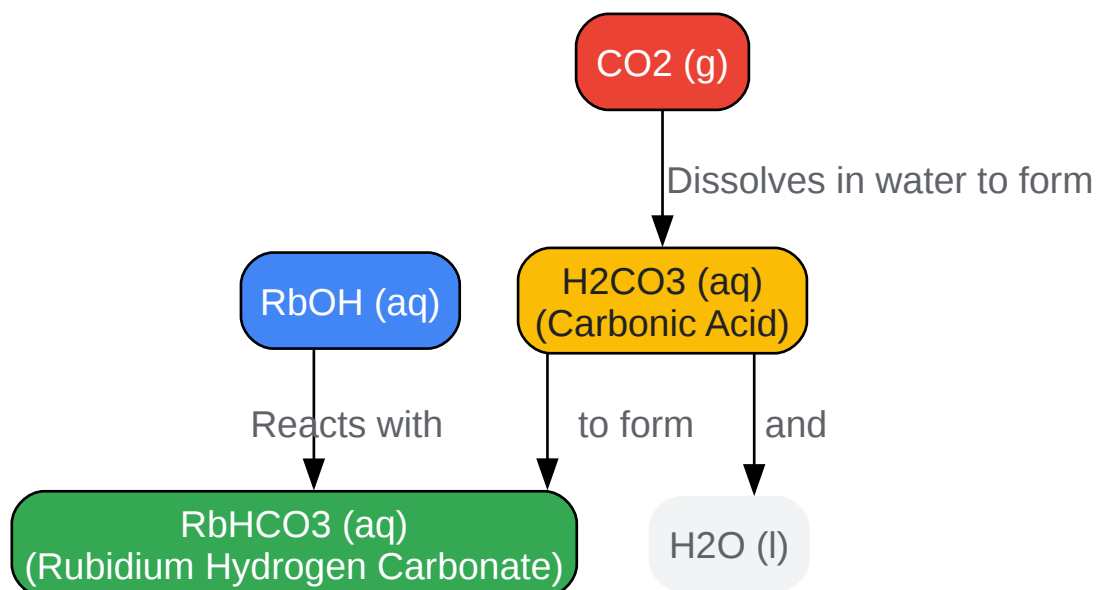 CO2 (g)
Dissolves in water to form
RbOH (aq)
H2CO3 (aq)
(Carbonic Acid)
Reacts with
to form
and
RbHCO3 (aq)
(Rubidium Hydrogen Carbonate)
H2O (l)